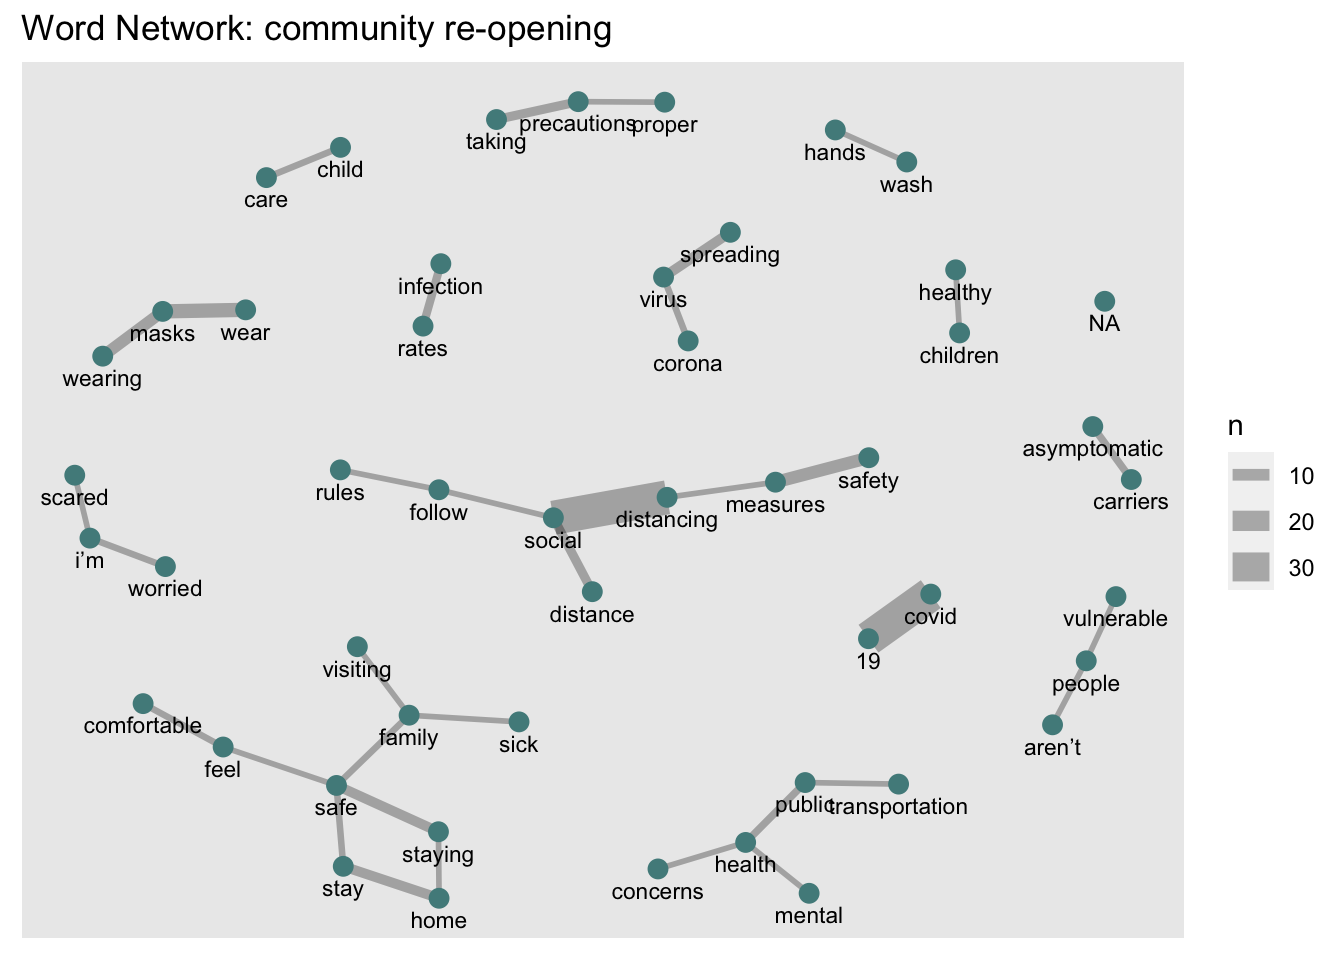 Word Network: community re-opening
taking
precautions
proper
child
care
hands
wash
spreading
infection
virus
healthy
NA
masks
wear
rates
children
corona
wearing
asymptomatic
carriers
scared
rules
follow
social
distancing
measures
safety
i’m
worried
distance
covid
19
vulnerable
people
aren’t
visiting
comfortable
family
sick
feel
safe
staying
stay
home
public
transportation
health
concerns
mental
n
10
20
30